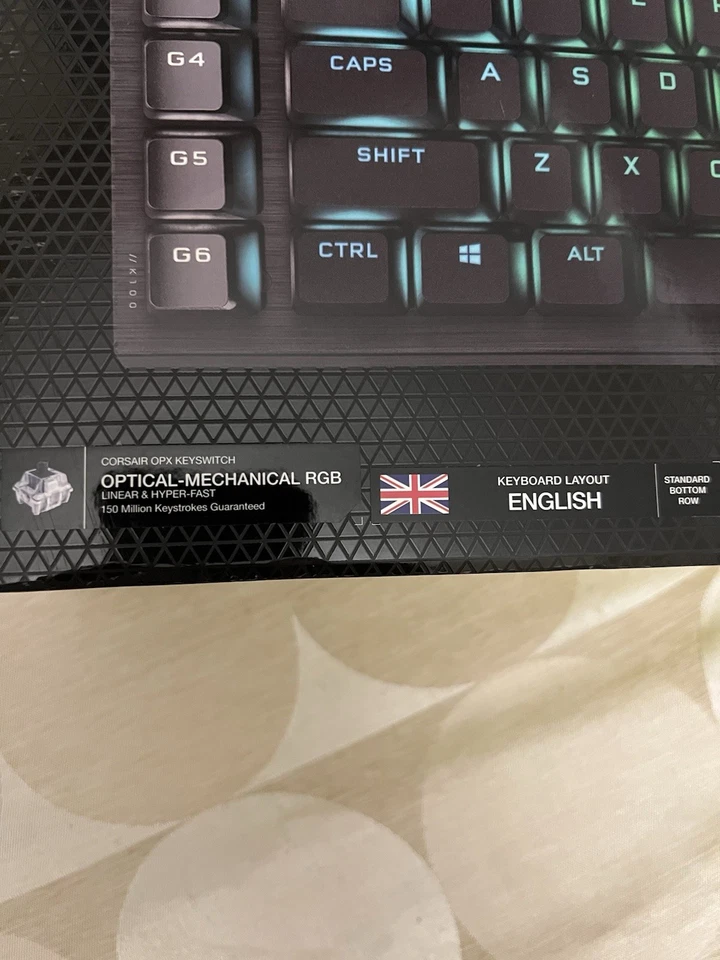 G4 CAPS A S D
G5 SHIFT Z X
G6 CTRL ALT
//K100
CORSAIR OPX KEYSWITCH
OPTICAL-MECHANICAL RGB
LINEAR & HYPER-FAST
150 Million Keystrokes Guaranteed
KEYBOARD LAYOUT
ENGLISH
STANDARD
BOTTOM
ROW